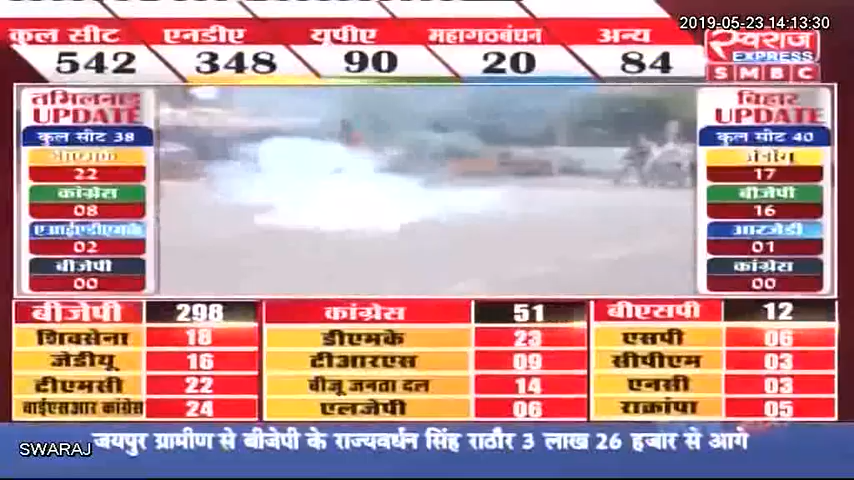 2019-05-23 14:13:30
कुल सीट एनडीए यूपीए महागठबंधन अन्य
542 348 90 20 84
स्वराज
EXPRESS
SMBC
तमिलनाडु
UPDATE
कुल सीट 38
डीएमके
22
कांग्रेस
08
एआईएडीएमके
02
बीजेपी
00
बिहार
UPDATE
कुल सीट 40
जेडीयू
17
बीजेपी
16
आरजेडी
01
कांग्रेस
00
बीजेपी 298 कांग्रेस 51 बीएसपी 12
शिवसेना 18 डीएमके 23 एसपी 06
जेडीयू 16 टीआरएस 09 सीपीएम 03
टीएमसी 22 बीजू जनता दल 14 एनसी 03
वाईएसआर कांग्रेस 24 एलजेपी 06 राकांपा 05
जयपुर ग्रामीण से बीजेपी के राज्यवर्धन सिंह राठौर 3 लाख 26 हजार से आगे
SWARAJ